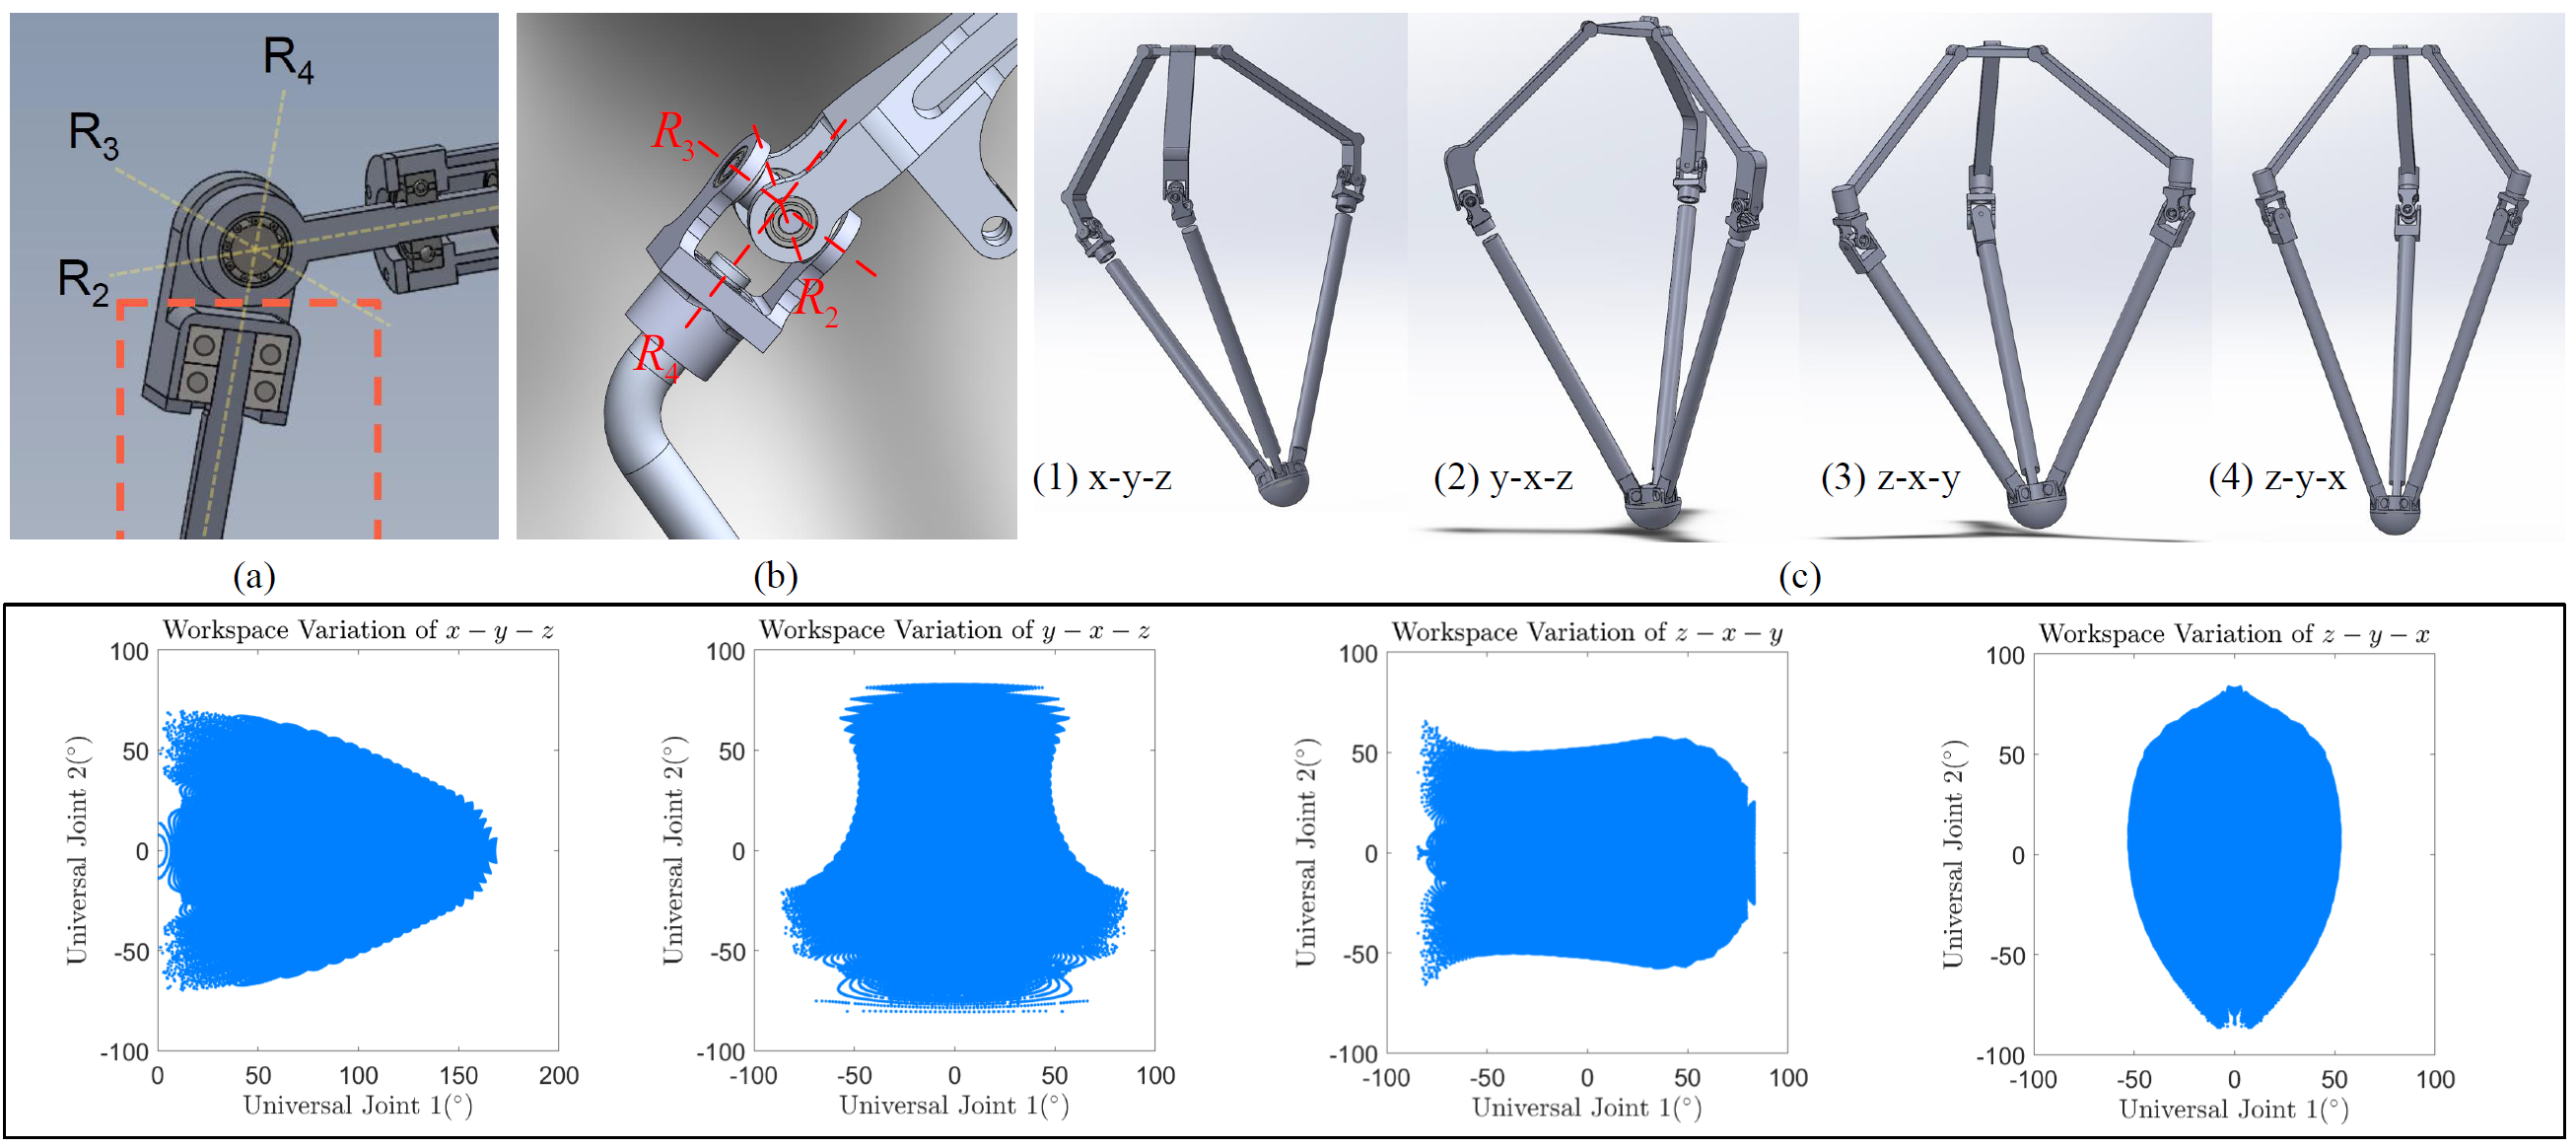 R4
R3
R2
(a)
R3
R2
R4
(b)
(1) x-y-z
(2) y-x-z
(3) z-x-y
(4) z-y-x
(c)
Workspace Variation of x − y − z
100
50
0
-50
-100
0 50 100 150 200
Universal Joint 1(°)
Universal Joint 2(°)
Workspace Variation of y − x − z
100
50
0
-50
-100
-100 -50 0 50 100
Universal Joint 1(°)
Universal Joint 2(°)
Workspace Variation of z − x − y
100
50
0
-50
-100
-100 -50 0 50 100
Universal Joint 1(°)
Universal Joint 2(°)
Workspace Variation of z − y − x
100
50
0
-50
-100
-100 -50 0 50 100
Universal Joint 1(°)
Universal Joint 2(°)